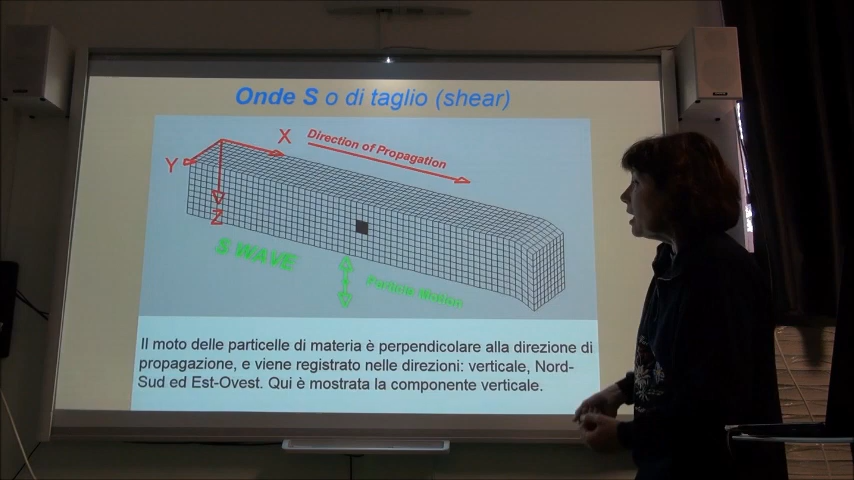 Onde S o di taglio (shear)
X
Direction of Propagation
Y
Z
S WAVE
Particle Motion
Il moto delle particelle di materia è perpendicolare alla direzione di
propagazione, e viene registrato nelle direzioni: verticale, Nord-
Sud ed Est-Ovest. Qui è mostrata la componente verticale.